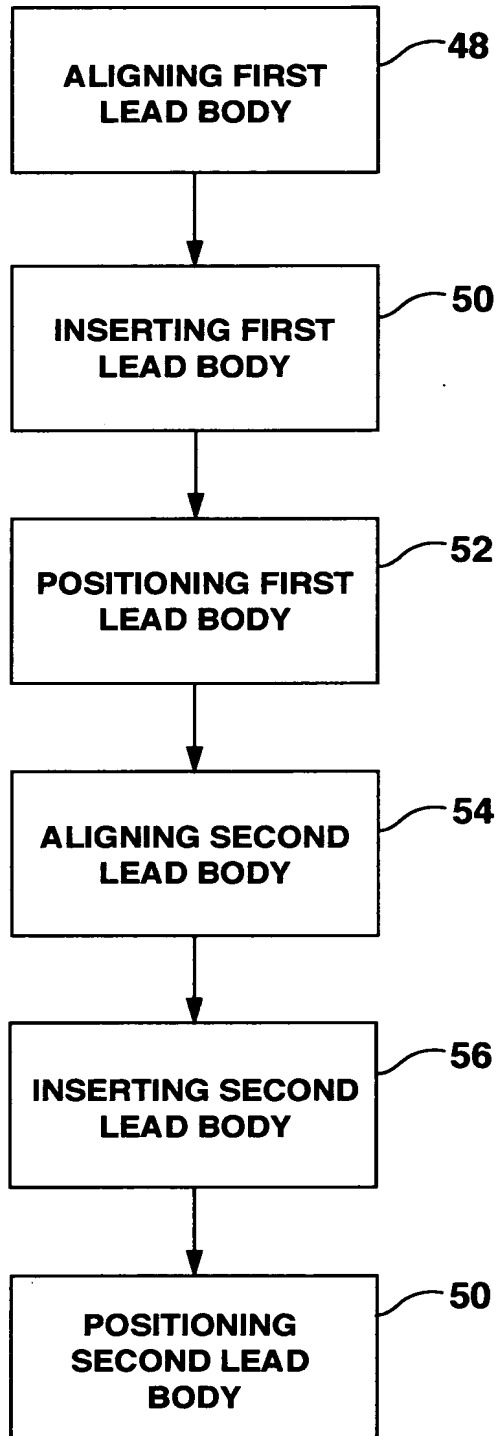 ALIGNING FIRST
LEAD BODY
48
INSERTING FIRST
LEAD BODY
50
POSITIONING FIRST
LEAD BODY
52
ALIGNING SECOND
LEAD BODY
54
INSERTING SECOND
LEAD BODY
56
POSITIONING
SECOND LEAD
BODY
50